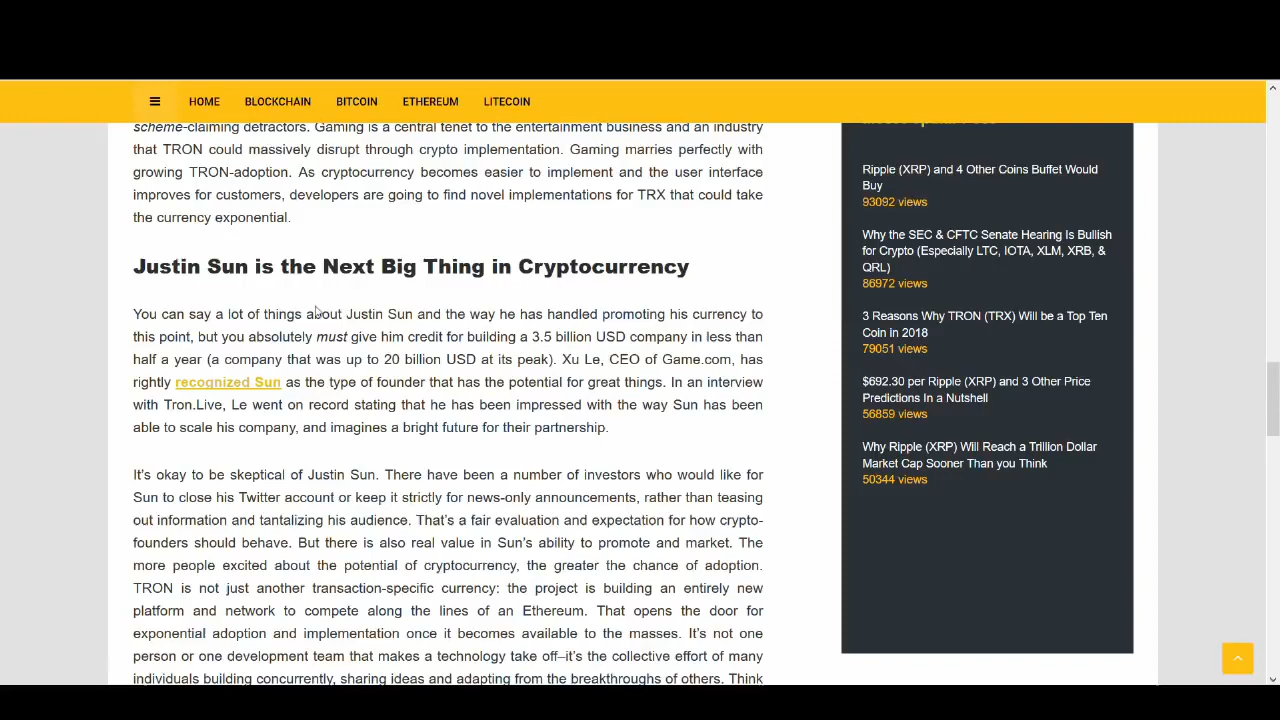 HOME BLOCKCHAIN BITCOIN ETHEREUM LITECOIN
scheme-claiming detractors. Gaming is a central tenet to the entertainment business and an industry
that TRON could massively disrupt through crypto implementation. Gaming marries perfectly with
growing TRON-adoption. As cryptocurrency becomes easier to implement and the user interface
improves for customers, developers are going to find novel implementations for TRX that could take
the currency exponential.
Justin Sun is the Next Big Thing in Cryptocurrency
You can say a lot of things about Justin Sun and the way he has handled promoting his currency to
this point, but you absolutely must give him credit for building a 3.5 billion USD company in less than
half a year (a company that was up to 20 billion USD at its peak). Xu Le, CEO of Game.com, has
rightly recognized Sun as the type of founder that has the potential for great things. In an interview
with Tron.Live, Le went on record stating that he has been impressed with the way Sun has been
able to scale his company, and imagines a bright future for their partnership.
It's okay to be skeptical of Justin Sun. There have been a number of investors who would like for
Sun to close his Twitter account or keep it strictly for news-only announcements, rather than teasing
out information and tantalizing his audience. That's a fair evaluation and expectation for how crypto-
founders should behave. But there is also real value in Sun's ability to promote and market. The
more people excited about the potential of cryptocurrency, the greater the chance of adoption.
TRON is not just another transaction-specific currency: the project is building an entirely new
platform and network to compete along the lines of an Ethereum. That opens the door for
exponential adoption and implementation once it becomes available to the masses. It's not one
person or one development team that makes a technology take off–it's the collective effort of many
individuals building concurrently, sharing ideas and adapting from the breakthroughs of others. Think
Ripple (XRP) and 4 Other Coins Buffet Would
Buy
93092 views
Why the SEC & CFTC Senate Hearing Is Bullish
for Crypto (Especially LTC, IOTA, XLM, XRB, &
QRL)
86972 views
3 Reasons Why TRON (TRX) Will be a Top Ten
Coin in 2018
79051 views
$692.30 per Ripple (XRP) and 3 Other Price
Predictions In a Nutshell
56859 views
Why Ripple (XRP) Will Reach a Trillion Dollar
Market Cap Sooner Than you Think
50344 views